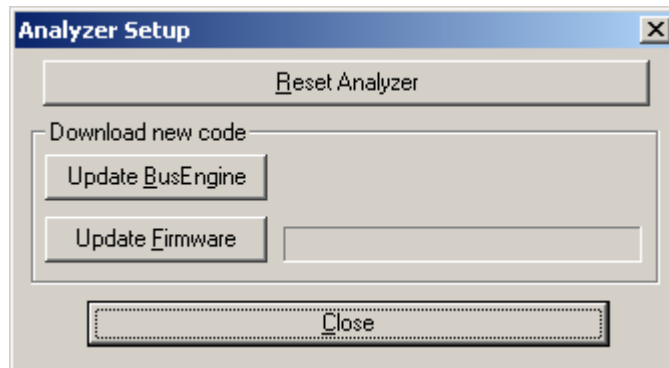 Analyzer Setup
Reset Analyzer
Download new code
Update BusEngine
Update Firmware
Close